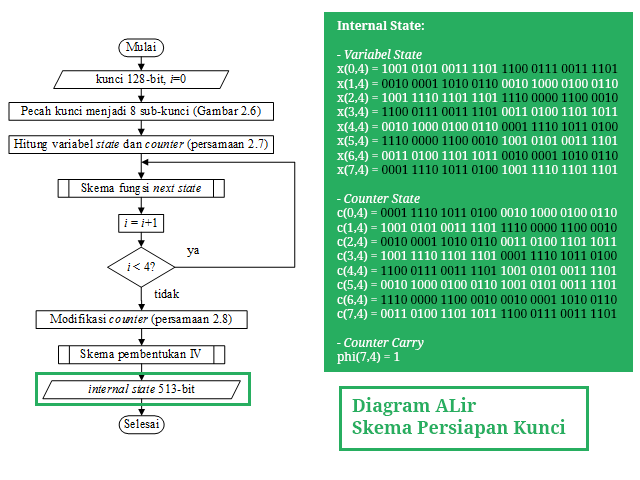 Mulai
kunci 128-bit, i=0
Pecah kunci menjadi 8 sub-kunci (Gambar 2.6)
Hitung variabel state dan counter (persamaan 2.7)
Skema fungsi next state
i = i+1
ya
i < 4?
tidak
Modifikasi counter (persamaan 2.8)
Skema pembentukan IV
internal state 513-bit
Selesai
Internal State:
- Variabel State
x(0,4) = 1001 0101 0011 1101 1100 0111 0011 1101
x(1,4) = 0010 0001 1010 0110 0010 1000 0100 0110
x(2,4) = 1001 1110 1101 1101 1110 0000 1100 0010
x(3,4) = 1100 0111 0011 1101 0011 0100 1101 1011
x(4,4) = 0010 1000 0100 0110 0001 1110 1011 0100
x(5,4) = 1110 0000 1100 0010 1001 0101 0011 1101
x(6,4) = 0011 0100 1101 1011 0010 0001 1010 0110
x(7,4) = 0001 1110 1011 0100 1001 1110 1101 1101
- Counter State
c(0,4) = 0001 1110 1011 0100 0010 1000 0100 0110
c(1,4) = 1001 0101 0011 1101 1110 0000 1100 0010
c(2,4) = 0010 0001 1010 0110 0011 0100 1101 1011
c(3,4) = 1001 1110 1101 1101 0001 1110 1011 0100
c(4,4) = 1100 0111 0011 1101 1001 0101 0011 1101
c(5,4) = 0010 1000 0100 0110 1001 0101 0011 1101
c(6,4) = 1110 0000 1100 0010 0010 0001 1010 0110
c(7,4) = 0011 0100 1101 1011 1100 0111 0011 1101
- Counter Carry
phi(7,4) = 1
Diagram ALir
Skema Persiapan Kunci